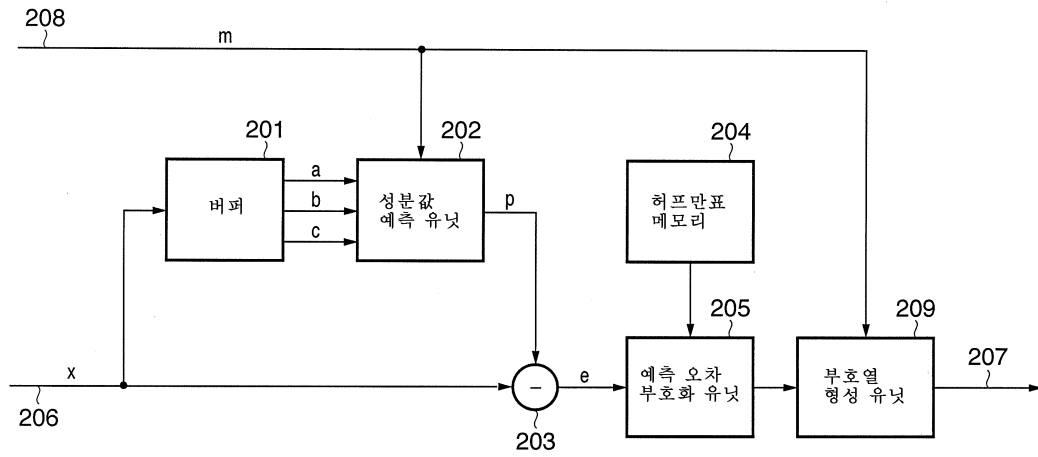 208
m
201
버퍼
a
b
c
202
성분값
예측 유닛
p
204
허프만표
메모리
x
206
203
−
e
205
예측 오차
부호화 유닛
209
부호열
형성 유닛
207